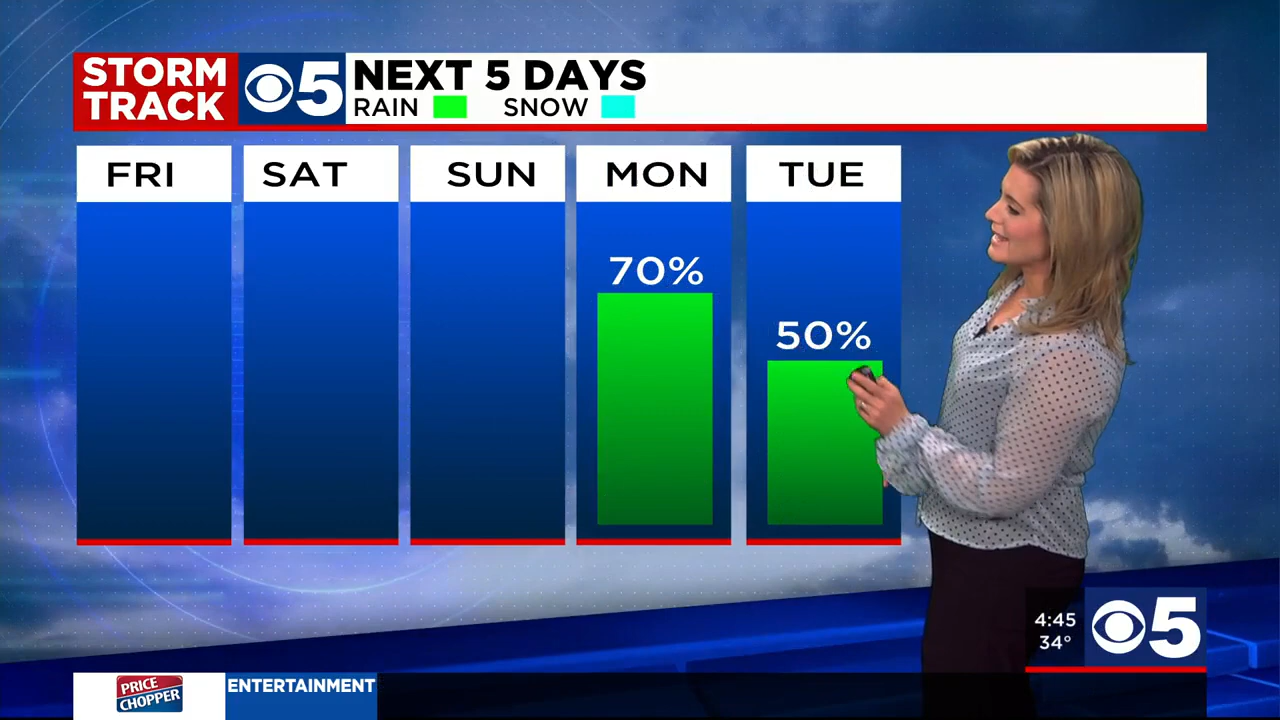 STORM
TRACK
5
NEXT 5 DAYS
RAIN SNOW
FRI SAT SUN MON TUE
70%
50%
4:45
34°
5
PRICE
CHOPPER
ENTERTAINMENT